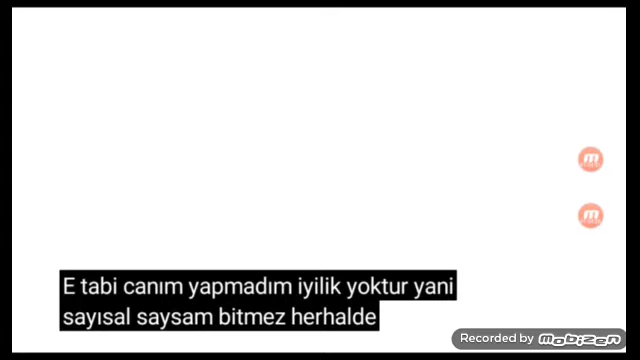 E tabi canım yapmadım iyilik yoktur yani
sayısal saysam bitmez herhalde
Recorded by mobizen